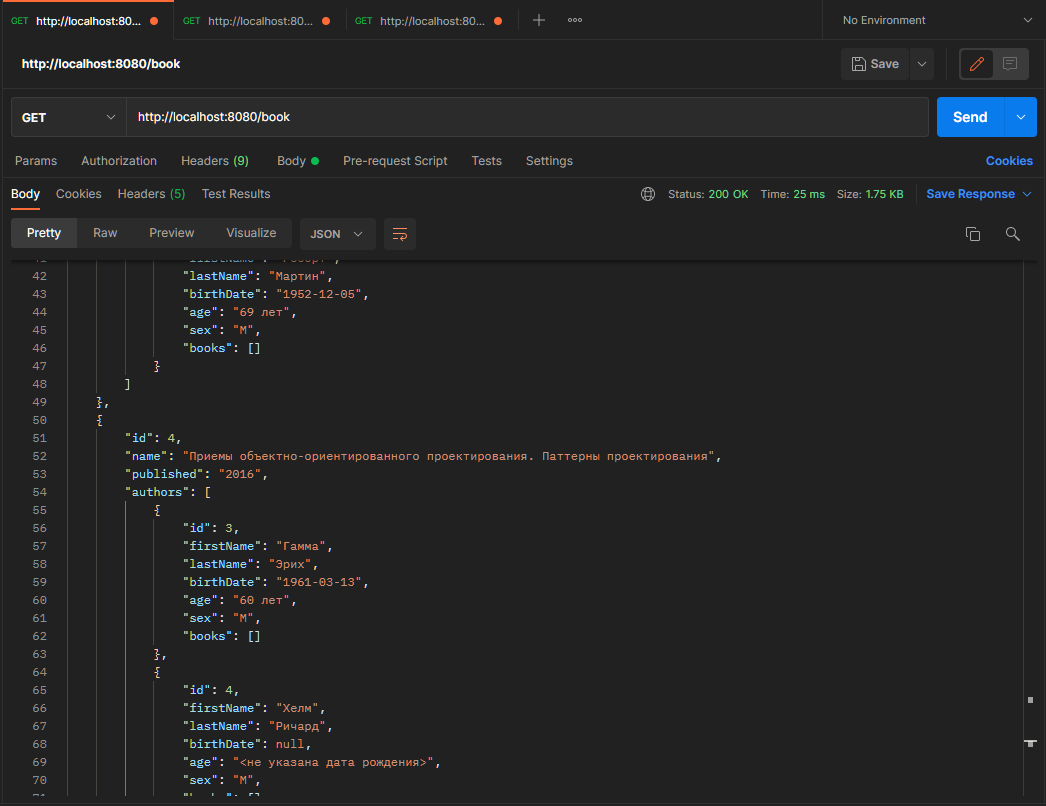 GET http://localhost:80... GET http://localhost:80... GET http://localhost:80... + ooo No Environment
http://localhost:8080/book Save
GET http://localhost:8080/book Send
Params Authorization Headers (9) Body Pre-request Script Tests Settings Cookies
Body Cookies Headers (5) Test Results Status: 200 OK Time: 25 ms Size: 1.75 KB Save Response
Pretty Raw Preview Visualize JSON
42 "lastName": "Мартин",
43 "birthDate": "1952-12-05",
44 "age": "69 лет",
45 "sex": "М",
46 "books": []
47 }
48 ]
49 },
50 {
51 "id": 4,
52 "name": "Приемы объектно-ориентированного проектирования. Паттерны проектирования",
53 "published": "2016",
54 "authors": [
55 {
56 "id": 3,
57 "firstName": "Гамма",
58 "lastName": "Эрих",
59 "birthDate": "1961-03-13",
60 "age": "60 лет",
61 "sex": "М",
62 "books": []
63 },
64 {
65 "id": 4,
66 "firstName": "Хелм",
67 "lastName": "Ричард",
68 "birthDate": null,
69 "age": "<не указана дата рождения>",
70 "sex": "М",